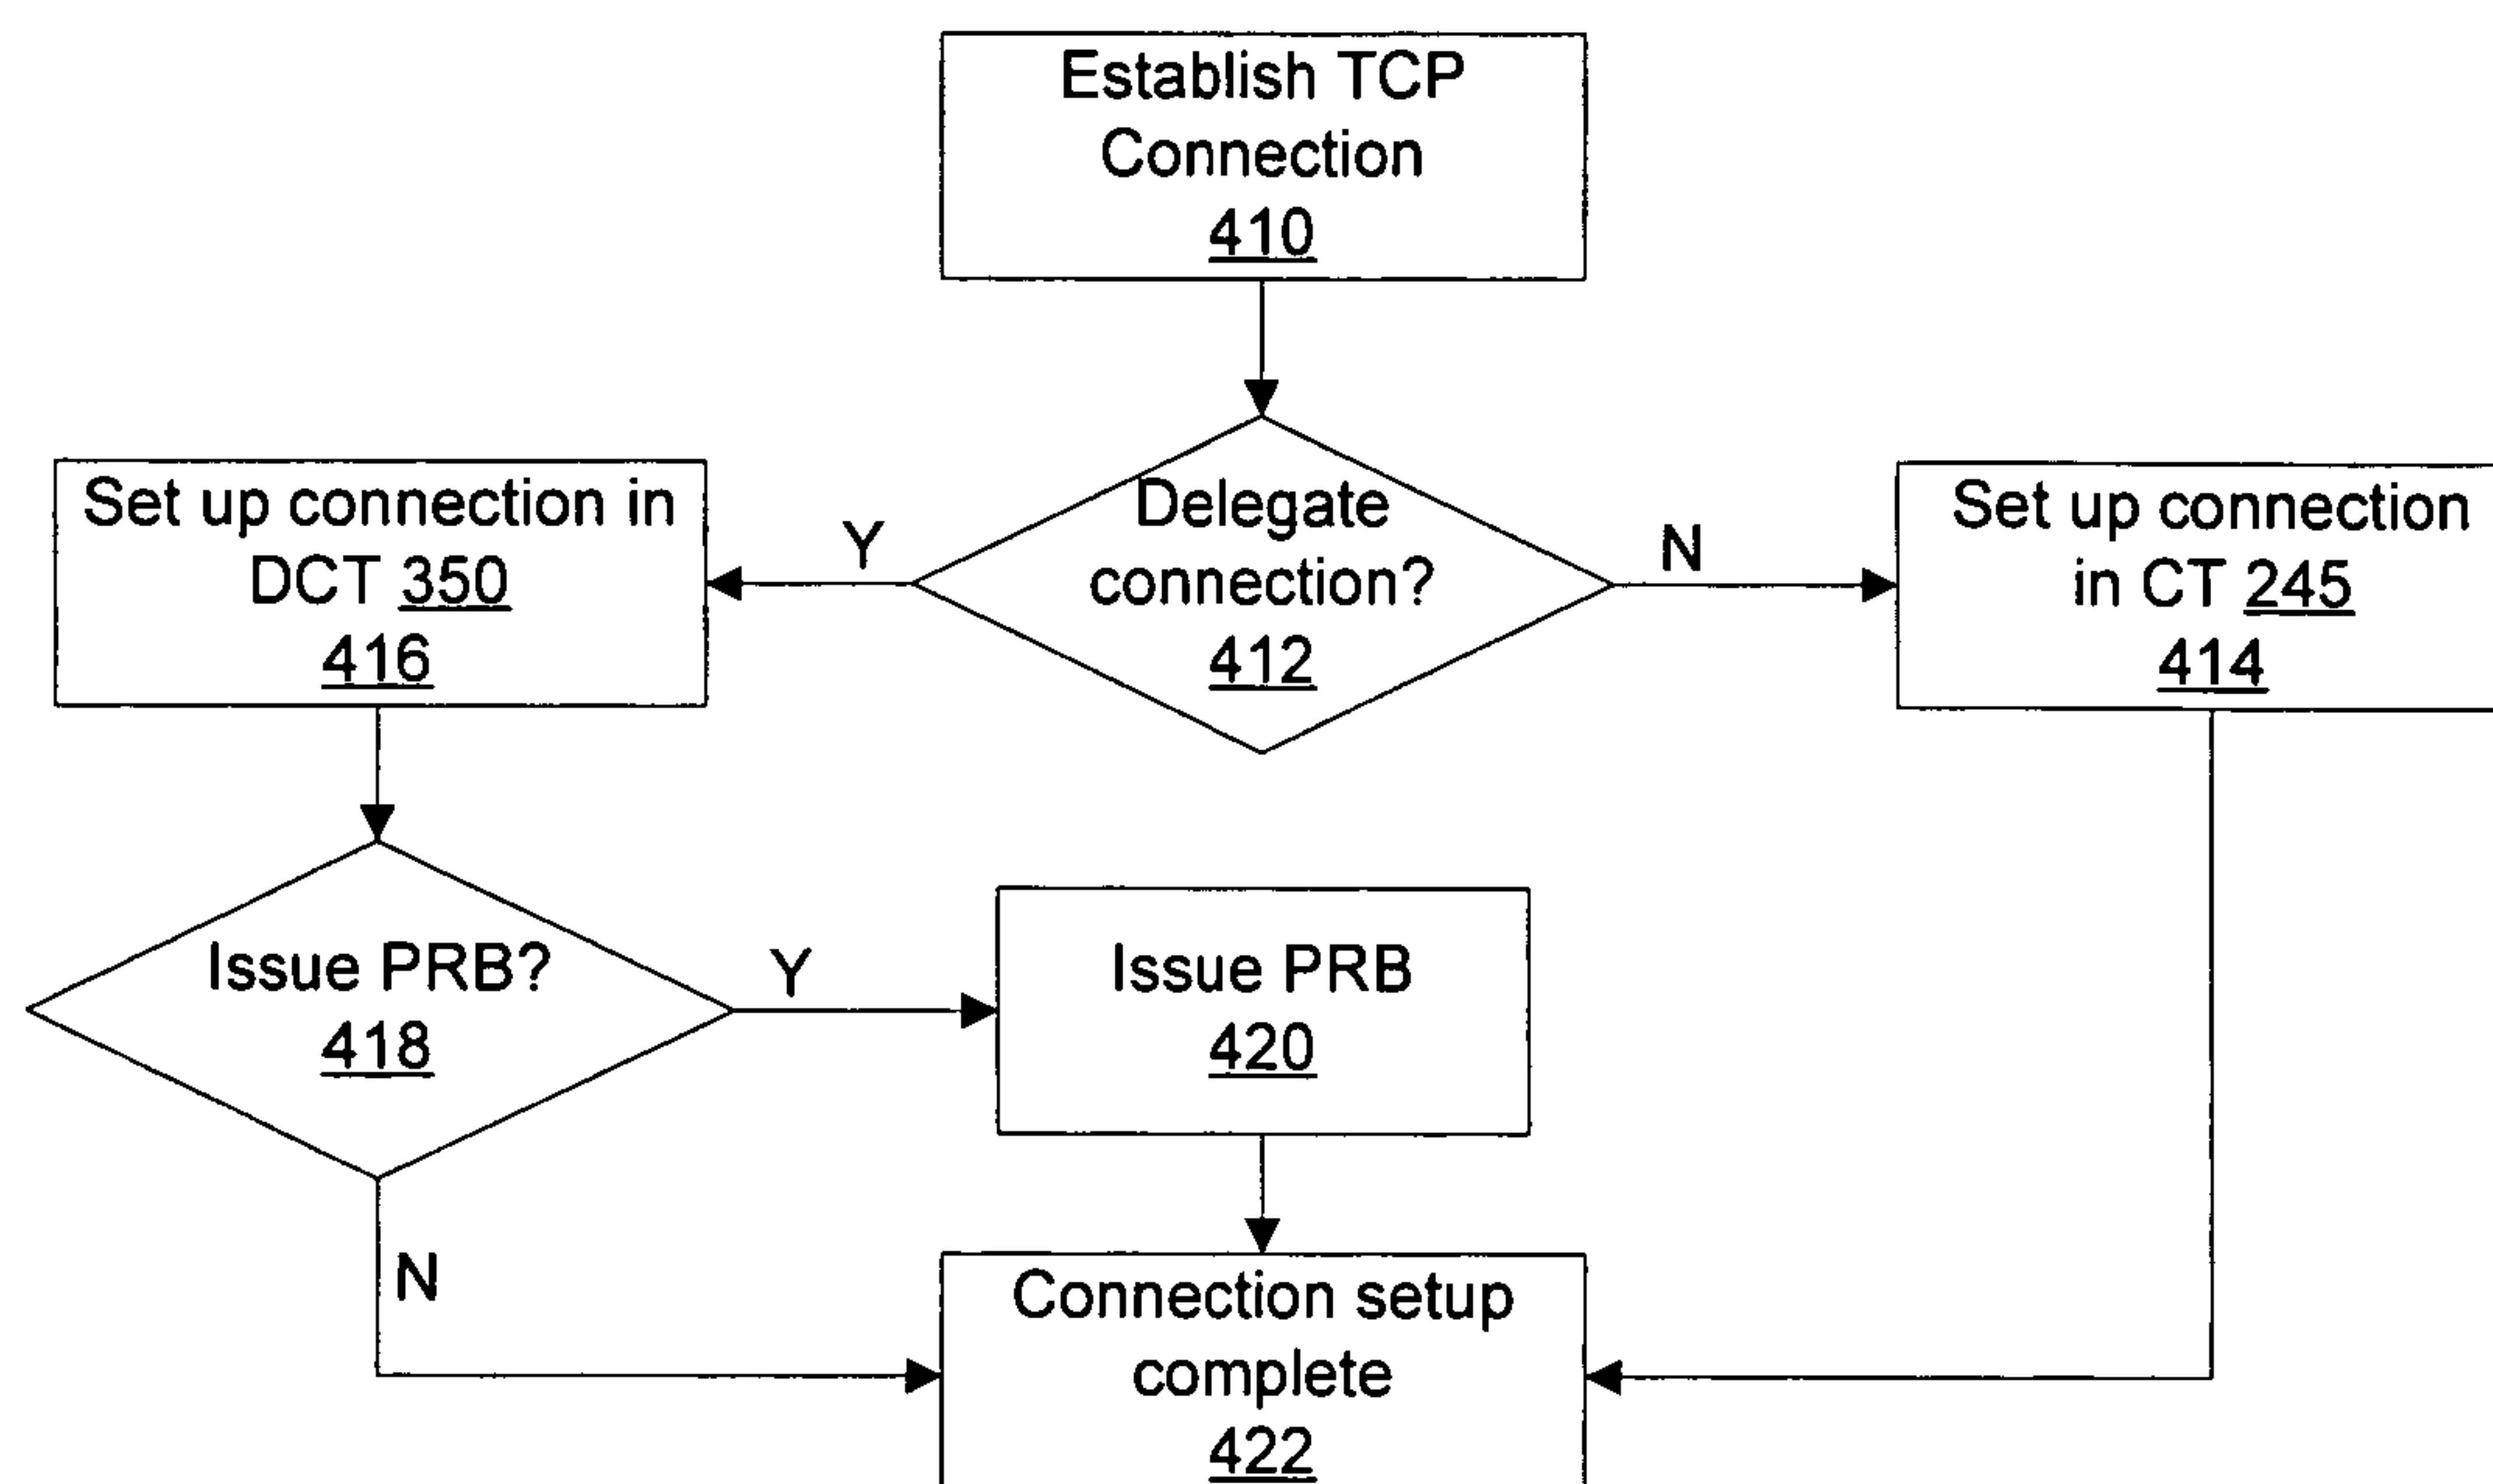 Establish TCP
Connection
410
Delegate
connection?
412
Y
N
Set up connection in
DCT 350
416
Set up connection
in CT 245
414
Issue PRB?
418
Y
N
Issue PRB
420
Connection setup
complete
422